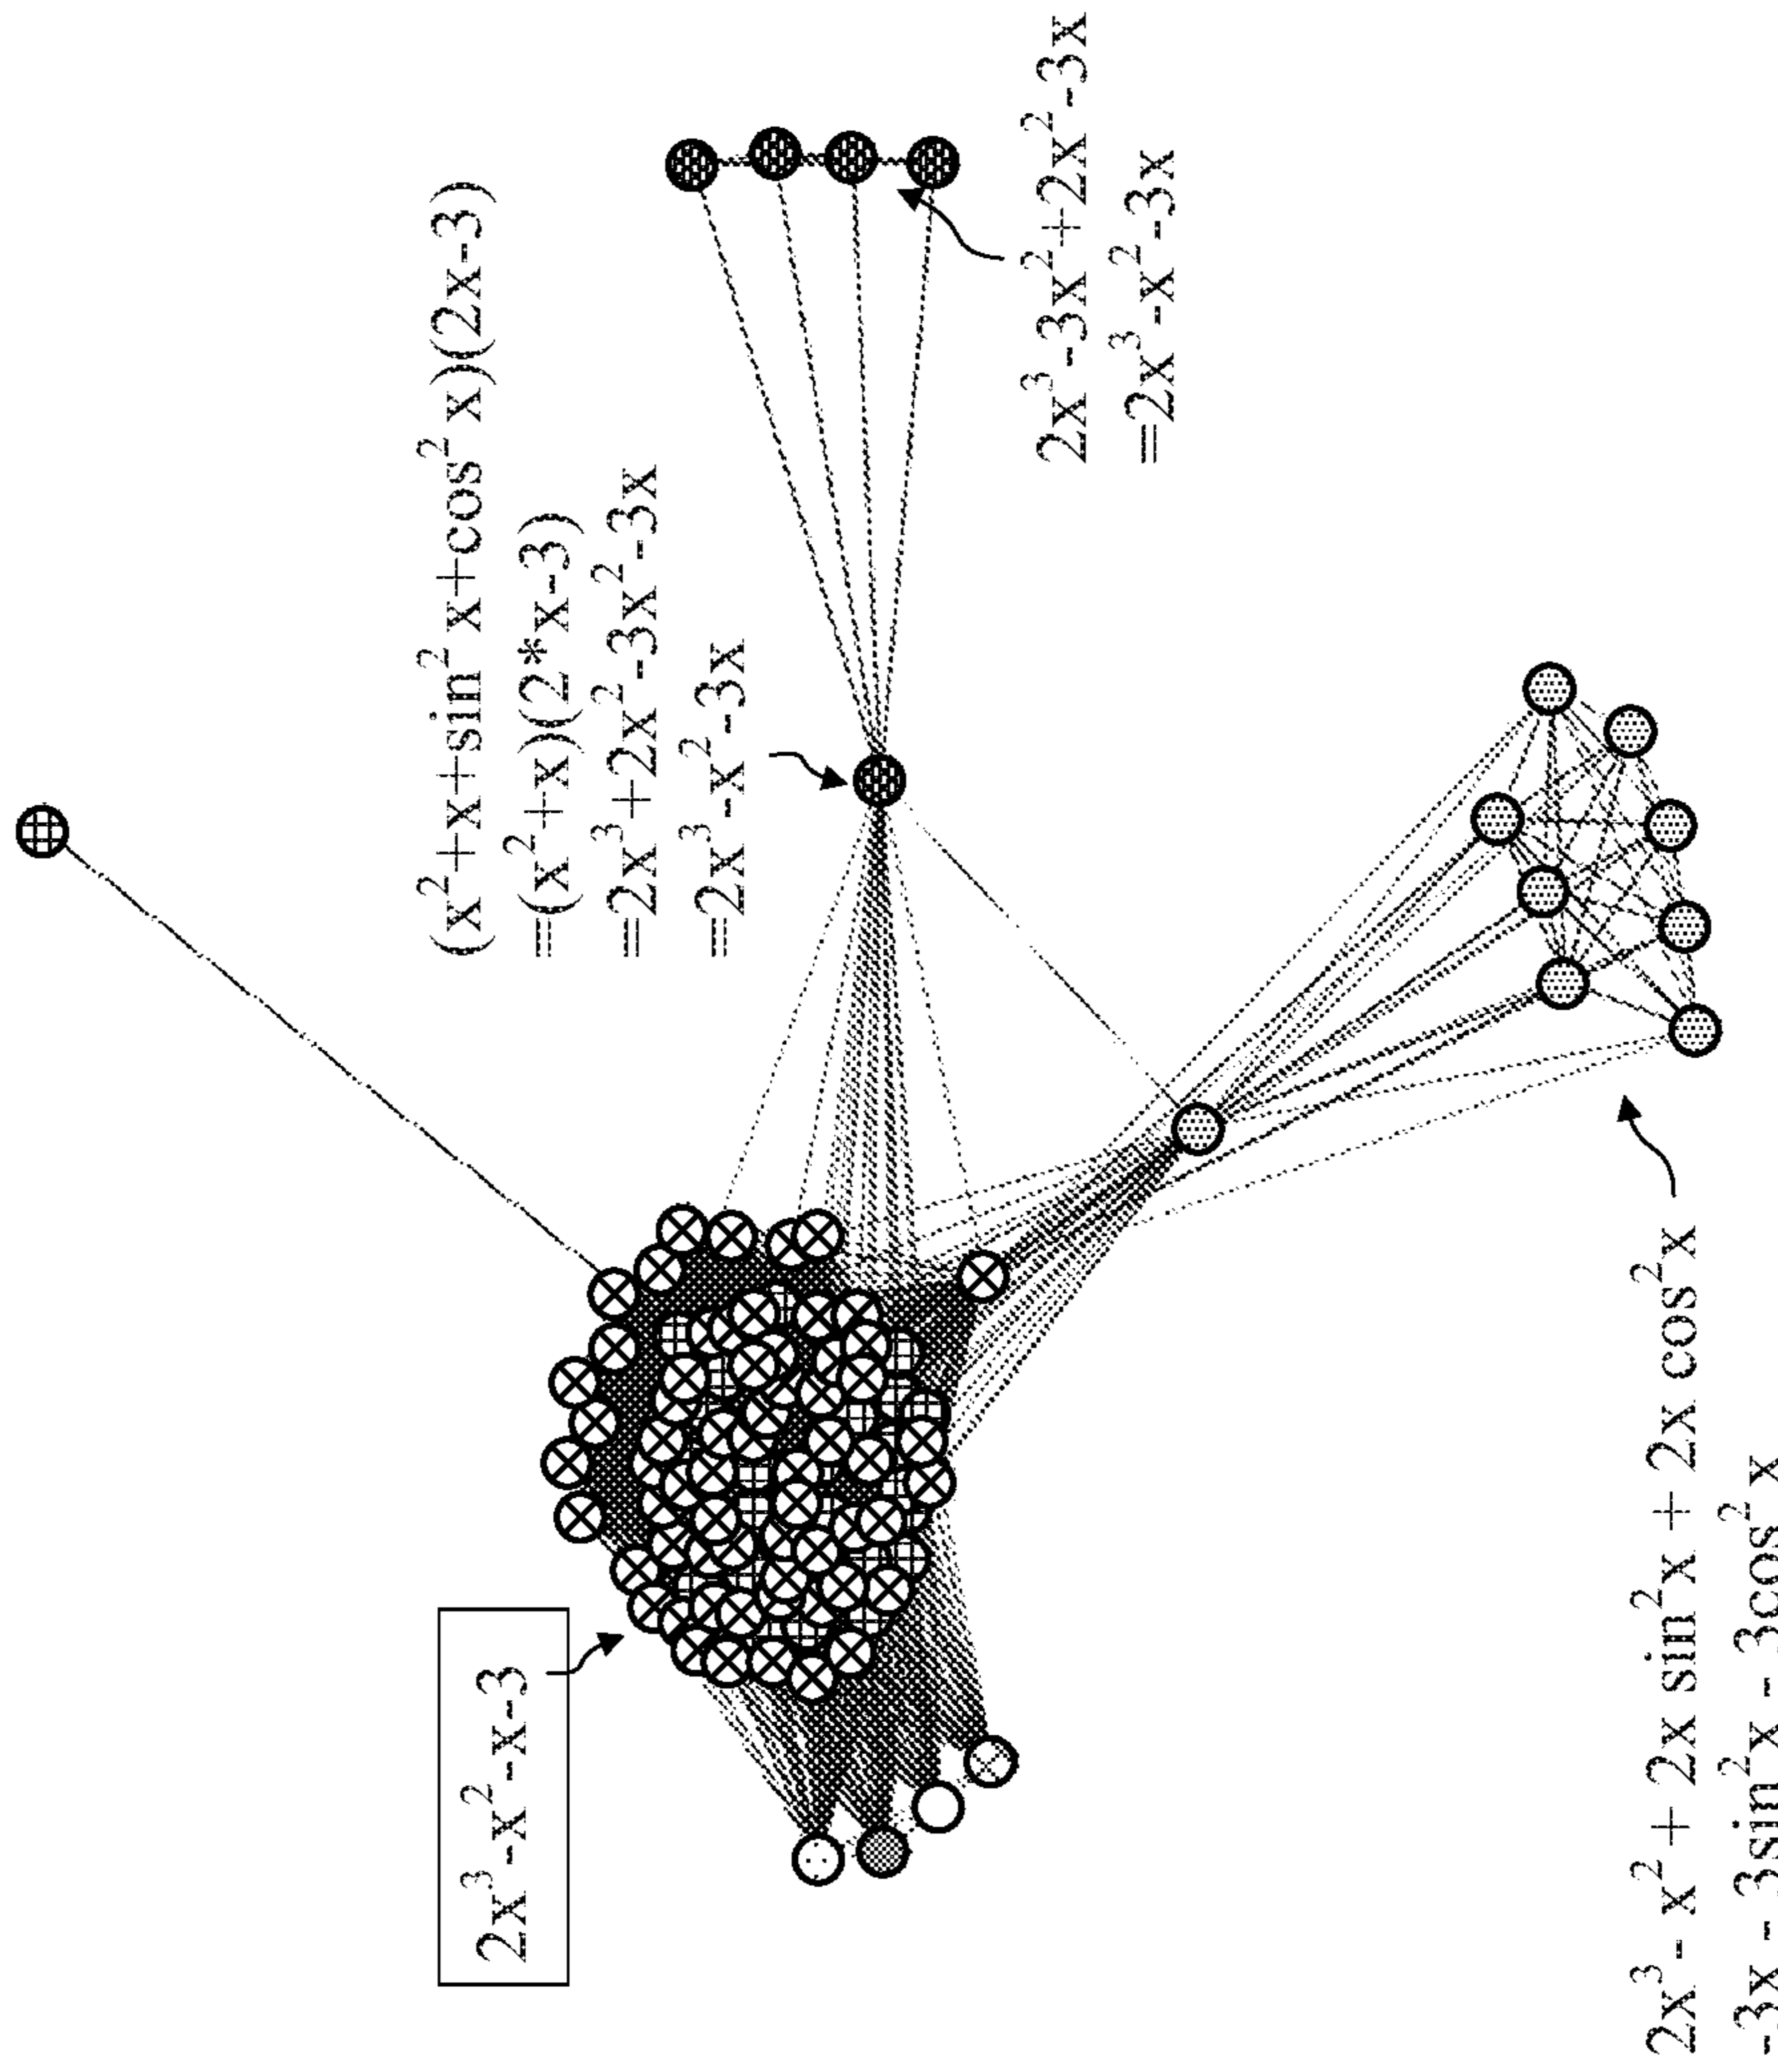 2x³-x²-x-3
(x²+x+sin²x+cos²x)(2x-3)
=(x²+x)(2*x-3)
=2x³+2x²-3x²-3x
=2x³-x²-3x
2x³-3x²+2x²-3x
=2x³-x²-3x
2x³ - x² + 2x sin²x + 2x cos²x
-3x - 3sin²x - 3cos²x